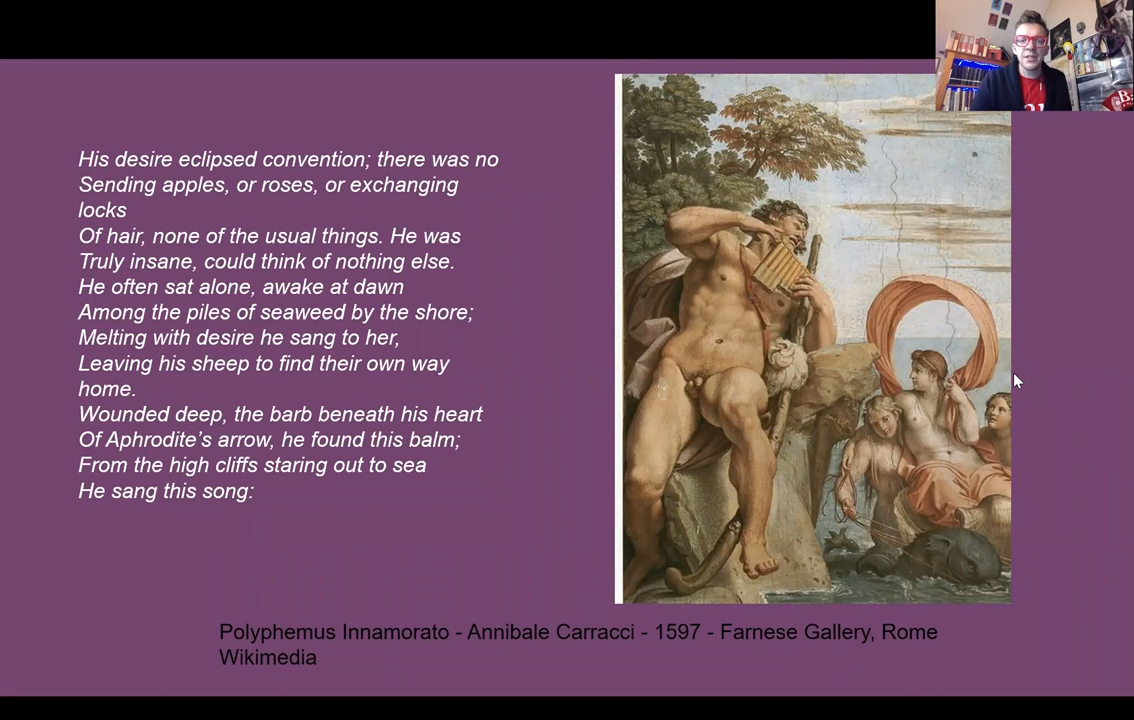 His desire eclipsed convention; there was no
Sending apples, or roses, or exchanging
locks
Of hair, none of the usual things. He was
Truly insane, could think of nothing else.
He often sat alone, awake at dawn
Among the piles of seaweed by the shore;
Melting with desire he sang to her,
Leaving his sheep to find their own way
home.
Wounded deep, the barb beneath his heart
Of Aphrodite’s arrow, he found this balm;
From the high cliffs staring out to sea
He sang this song:
Polyphemus Innamorato - Annibale Carracci - 1597 - Farnese Gallery, Rome
Wikimedia